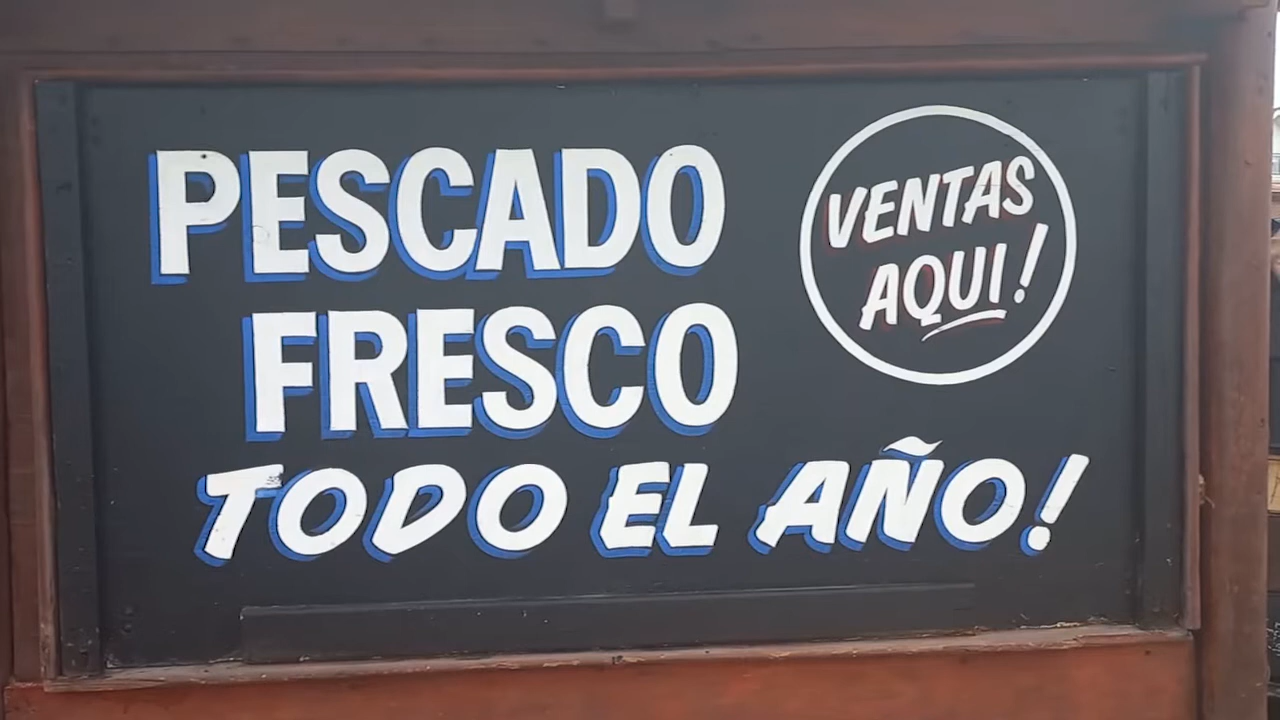 PESCADO
FRESCO
TODO EL AÑO!
VENTAS
AQUI!